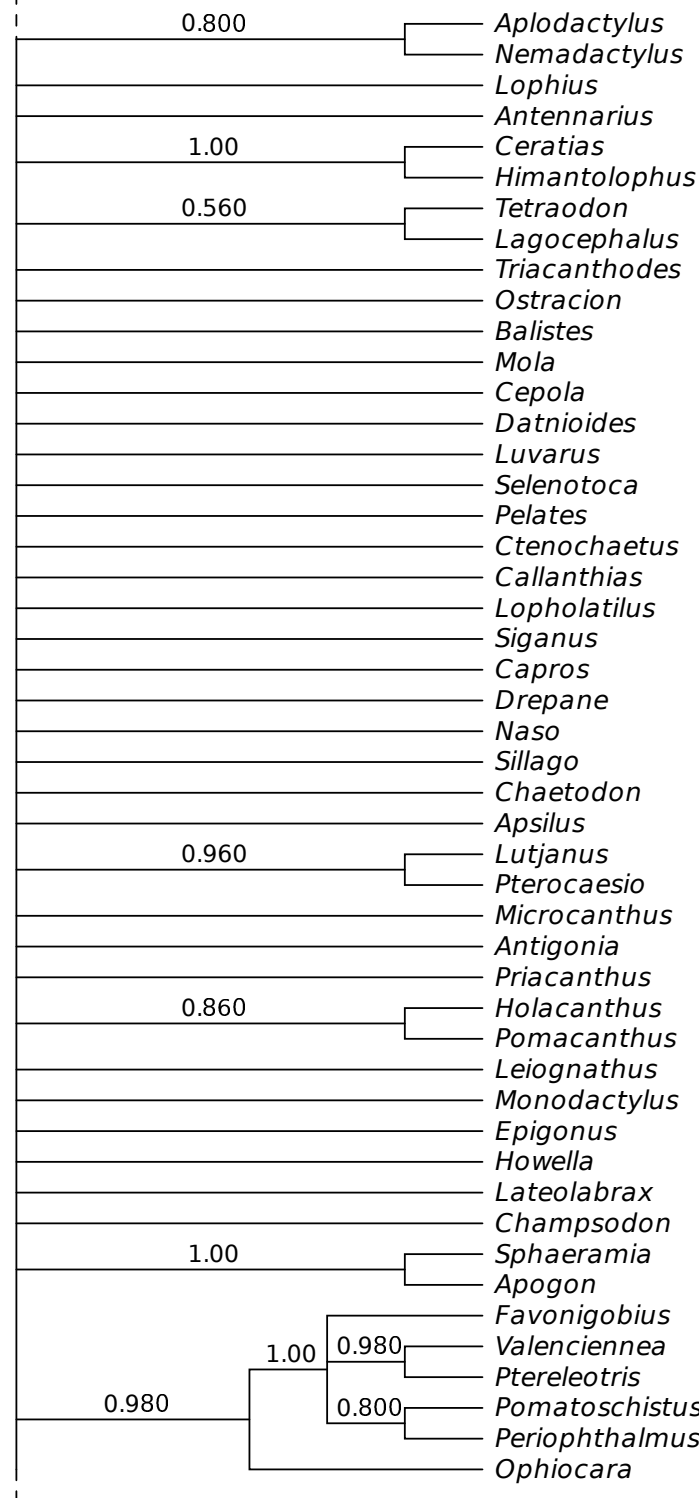 0.800
Aplodactylus
Nemadactylus
Lophius
Antennarius
1.00
Ceratias
Himantolophus
0.560
Tetraodon
Lagocephalus
Triacanthodes
Ostracion
Balistes
Mola
Cepola
Datnioides
Luvarus
Selenotoca
Pelates
Ctenochaetus
Callanthias
Lopholatilus
Siganus
Capros
Drepane
Naso
Sillago
Chaetodon
Apsilus
0.960
Lutjanus
Pterocaesio
Microcanthus
Antigonia
Priacanthus
0.860
Holacanthus
Pomacanthus
Leiognathus
Monodactylus
Epigonus
Howella
Lateolabrax
Champsodon
1.00
Sphaeramia
Apogon
Favonigobius
1.00
0.980
Valenciennea
Ptereleotris
0.980
0.800
Pomatoschistus
Periophthalmus
Ophiocara